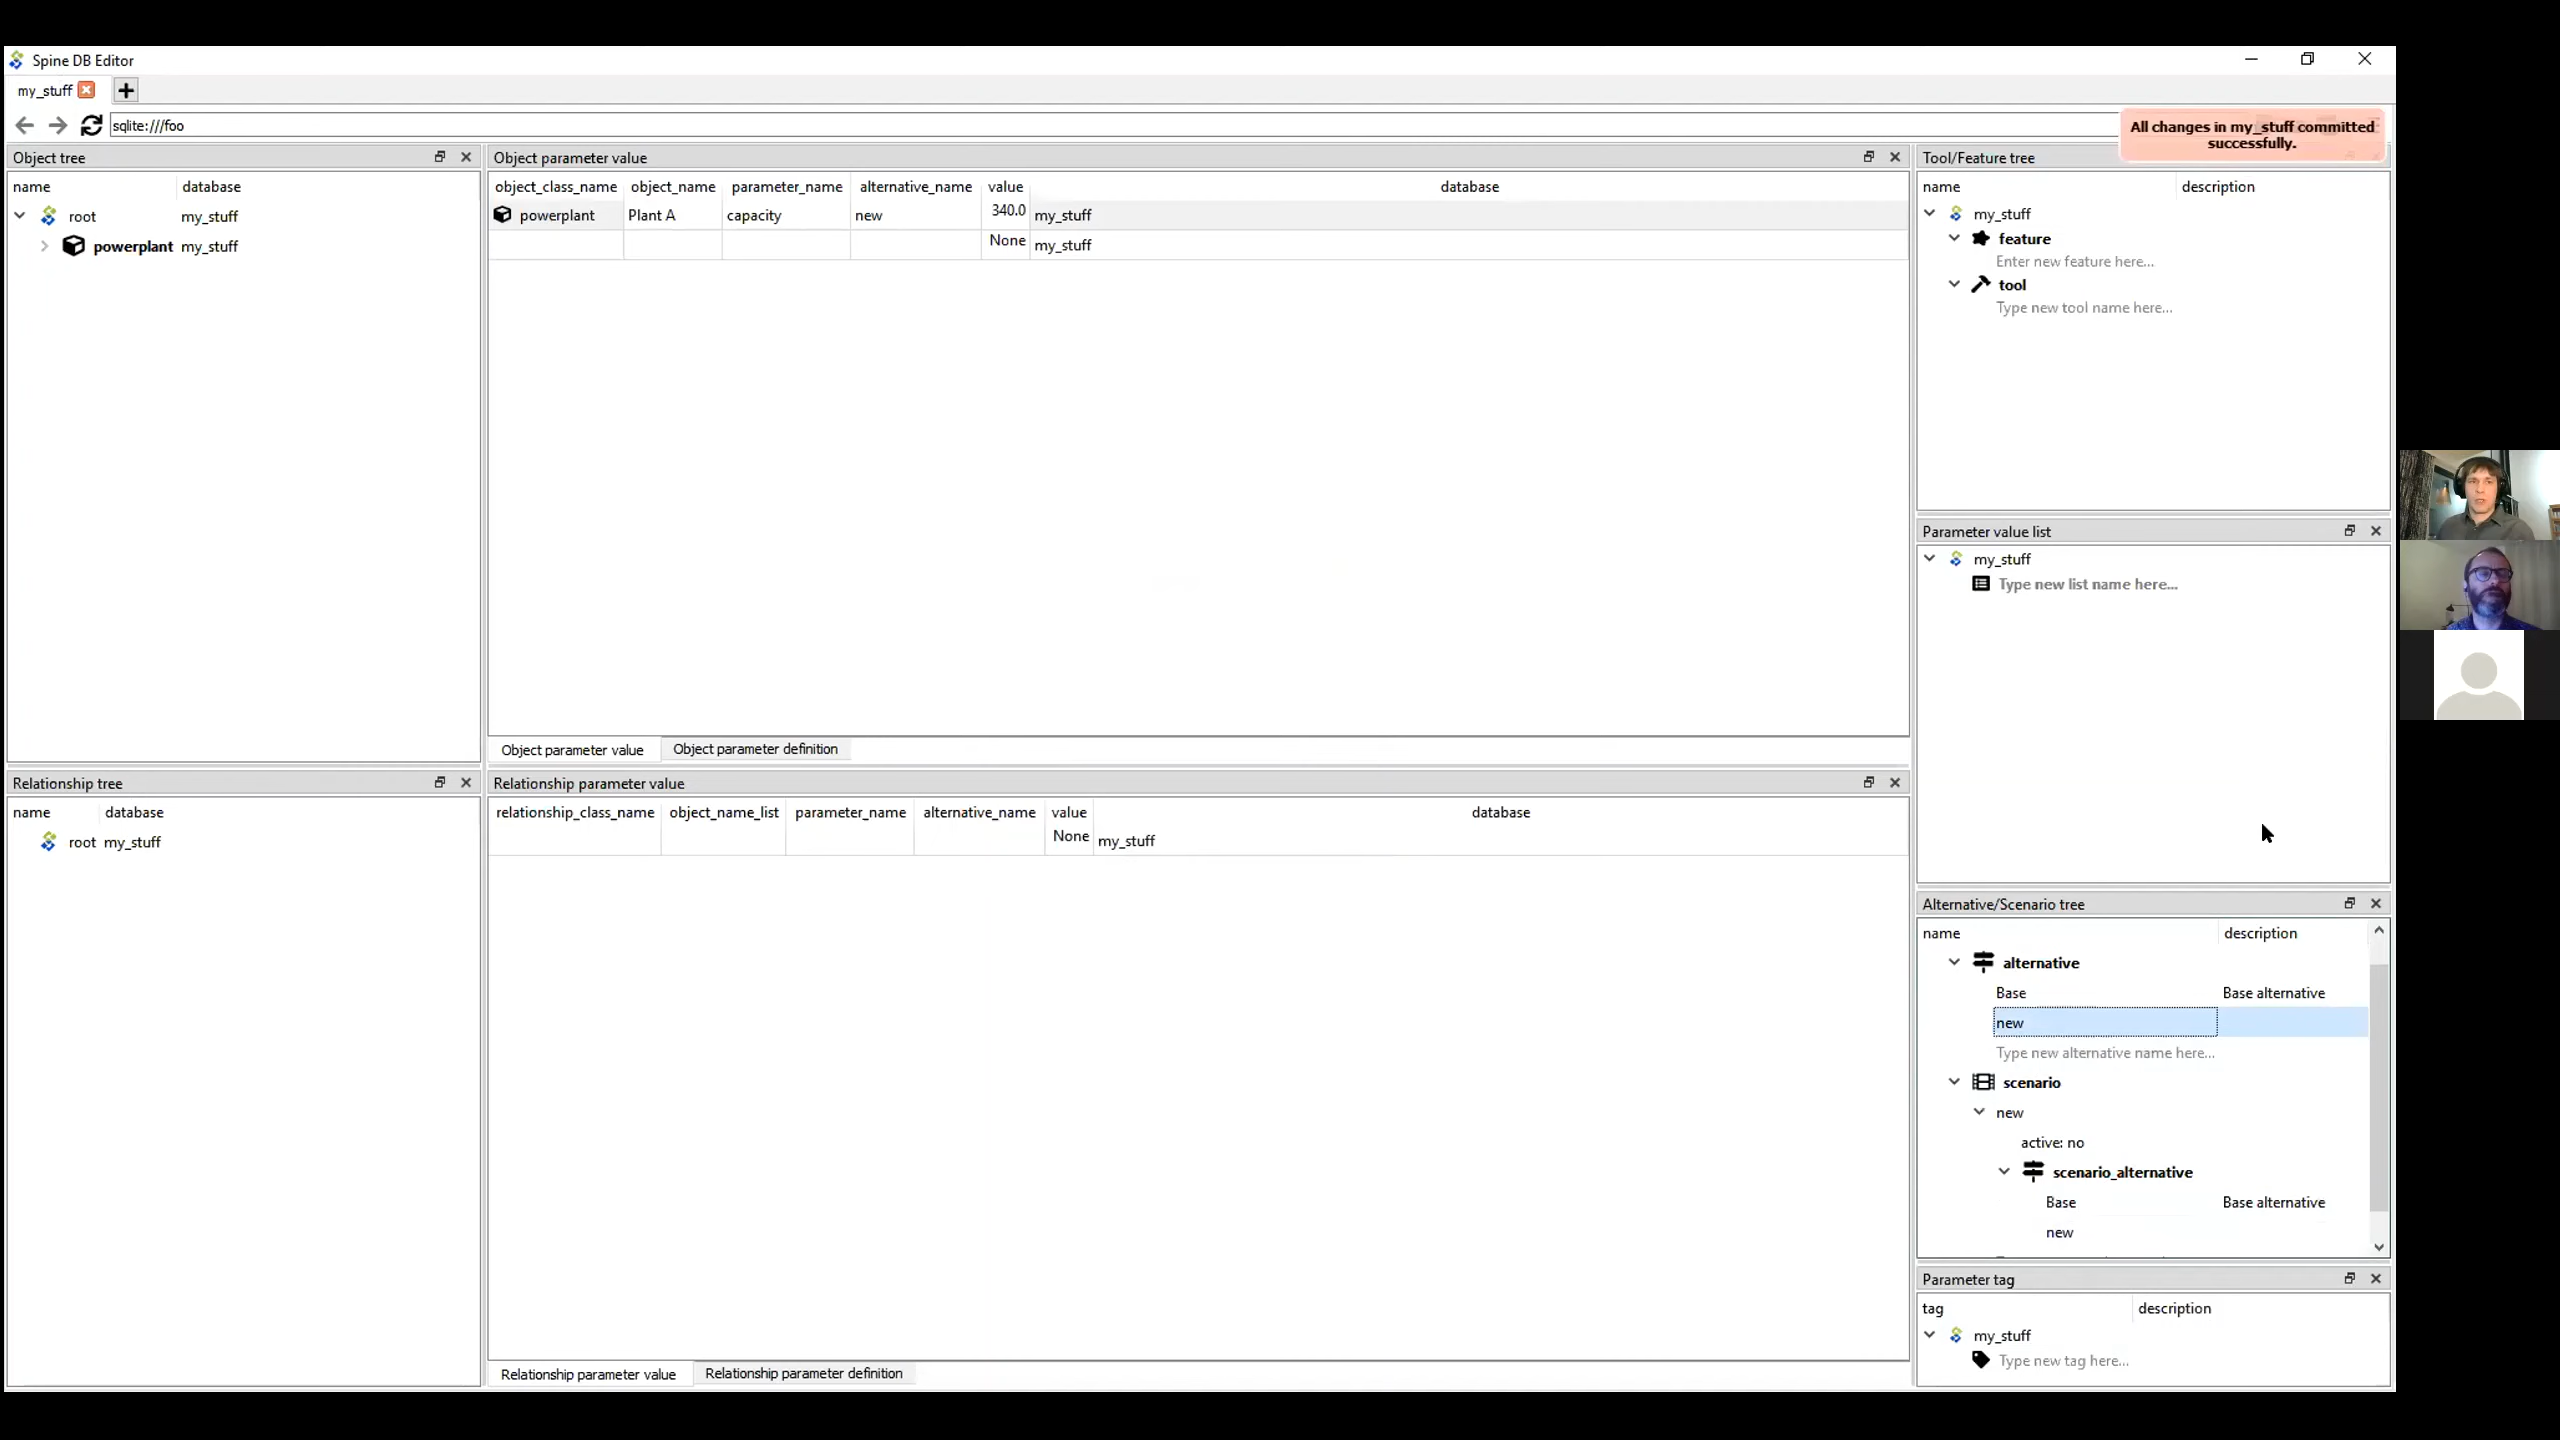 Spine DB Editor
my_stuff
sqlite:///foo
All changes in my_stuff committed
successfully.
Object tree
name database
root my_stuff
powerplant my_stuff
Object parameter value
object_class_name object_name parameter_name alternative_name value database
powerplant Plant A capacity new 340.0 my_stuff
None my_stuff
Object parameter value Object parameter definition
Tool/Feature tree
name description
my_stuff
feature
Enter new feature here...
tool
Type new tool name here...
Parameter value list
my_stuff
Type new list name here...
Relationship tree
name database
root my_stuff
Relationship parameter value
relationship_class_name object_name_list parameter_name alternative_name value database
None my_stuff
Relationship parameter value Relationship parameter definition
Alternative/Scenario tree
name description
alternative
Base Base alternative
new
Type new alternative name here...
scenario
new
active: no
scenario_alternative
Base Base alternative
new
Parameter tag
tag description
my_stuff
Type new tag here...